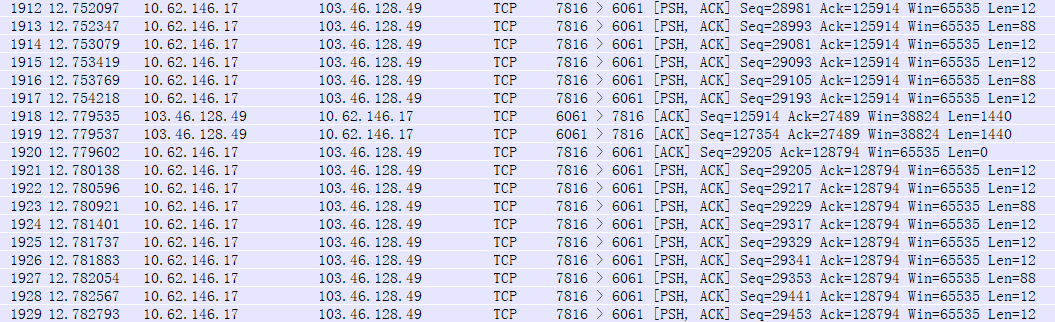 1912 12.752097 10.62.146.17 103.46.128.49 TCP 7816 > 6061 [PSH, ACK] Seq=28981 Ack=125914 Win=65535 Len=12
1913 12.752347 10.62.146.17 103.46.128.49 TCP 7816 > 6061 [PSH, ACK] Seq=28993 Ack=125914 Win=65535 Len=88
1914 12.753079 10.62.146.17 103.46.128.49 TCP 7816 > 6061 [PSH, ACK] Seq=29081 Ack=125914 Win=65535 Len=12
1915 12.753419 10.62.146.17 103.46.128.49 TCP 7816 > 6061 [PSH, ACK] Seq=29093 Ack=125914 Win=65535 Len=12
1916 12.753769 10.62.146.17 103.46.128.49 TCP 7816 > 6061 [PSH, ACK] Seq=29105 Ack=125914 Win=65535 Len=88
1917 12.754218 10.62.146.17 103.46.128.49 TCP 7816 > 6061 [PSH, ACK] Seq=29193 Ack=125914 Win=65535 Len=12
1918 12.779535 103.46.128.49 10.62.146.17 TCP 6061 > 7816 [ACK] Seq=125914 Ack=27489 Win=38824 Len=1440
1919 12.779537 103.46.128.49 10.62.146.17 TCP 6061 > 7816 [ACK] Seq=127354 Ack=27489 Win=38824 Len=1440
1920 12.779602 10.62.146.17 103.46.128.49 TCP 7816 > 6061 [ACK] Seq=29205 Ack=128794 Win=65535 Len=0
1921 12.780138 10.62.146.17 103.46.128.49 TCP 7816 > 6061 [PSH, ACK] Seq=29205 Ack=128794 Win=65535 Len=12
1922 12.780596 10.62.146.17 103.46.128.49 TCP 7816 > 6061 [PSH, ACK] Seq=29217 Ack=128794 Win=65535 Len=12
1923 12.780921 10.62.146.17 103.46.128.49 TCP 7816 > 6061 [PSH, ACK] Seq=29229 Ack=128794 Win=65535 Len=88
1924 12.781401 10.62.146.17 103.46.128.49 TCP 7816 > 6061 [PSH, ACK] Seq=29317 Ack=128794 Win=65535 Len=12
1925 12.781737 10.62.146.17 103.46.128.49 TCP 7816 > 6061 [PSH, ACK] Seq=29329 Ack=128794 Win=65535 Len=12
1926 12.781883 10.62.146.17 103.46.128.49 TCP 7816 > 6061 [PSH, ACK] Seq=29341 Ack=128794 Win=65535 Len=12
1927 12.782054 10.62.146.17 103.46.128.49 TCP 7816 > 6061 [PSH, ACK] Seq=29353 Ack=128794 Win=65535 Len=88
1928 12.782567 10.62.146.17 103.46.128.49 TCP 7816 > 6061 [PSH, ACK] Seq=29441 Ack=128794 Win=65535 Len=12
1929 12.782793 10.62.146.17 103.46.128.49 TCP 7816 > 6061 [PSH, ACK] Seq=29453 Ack=128794 Win=65535 Len=12